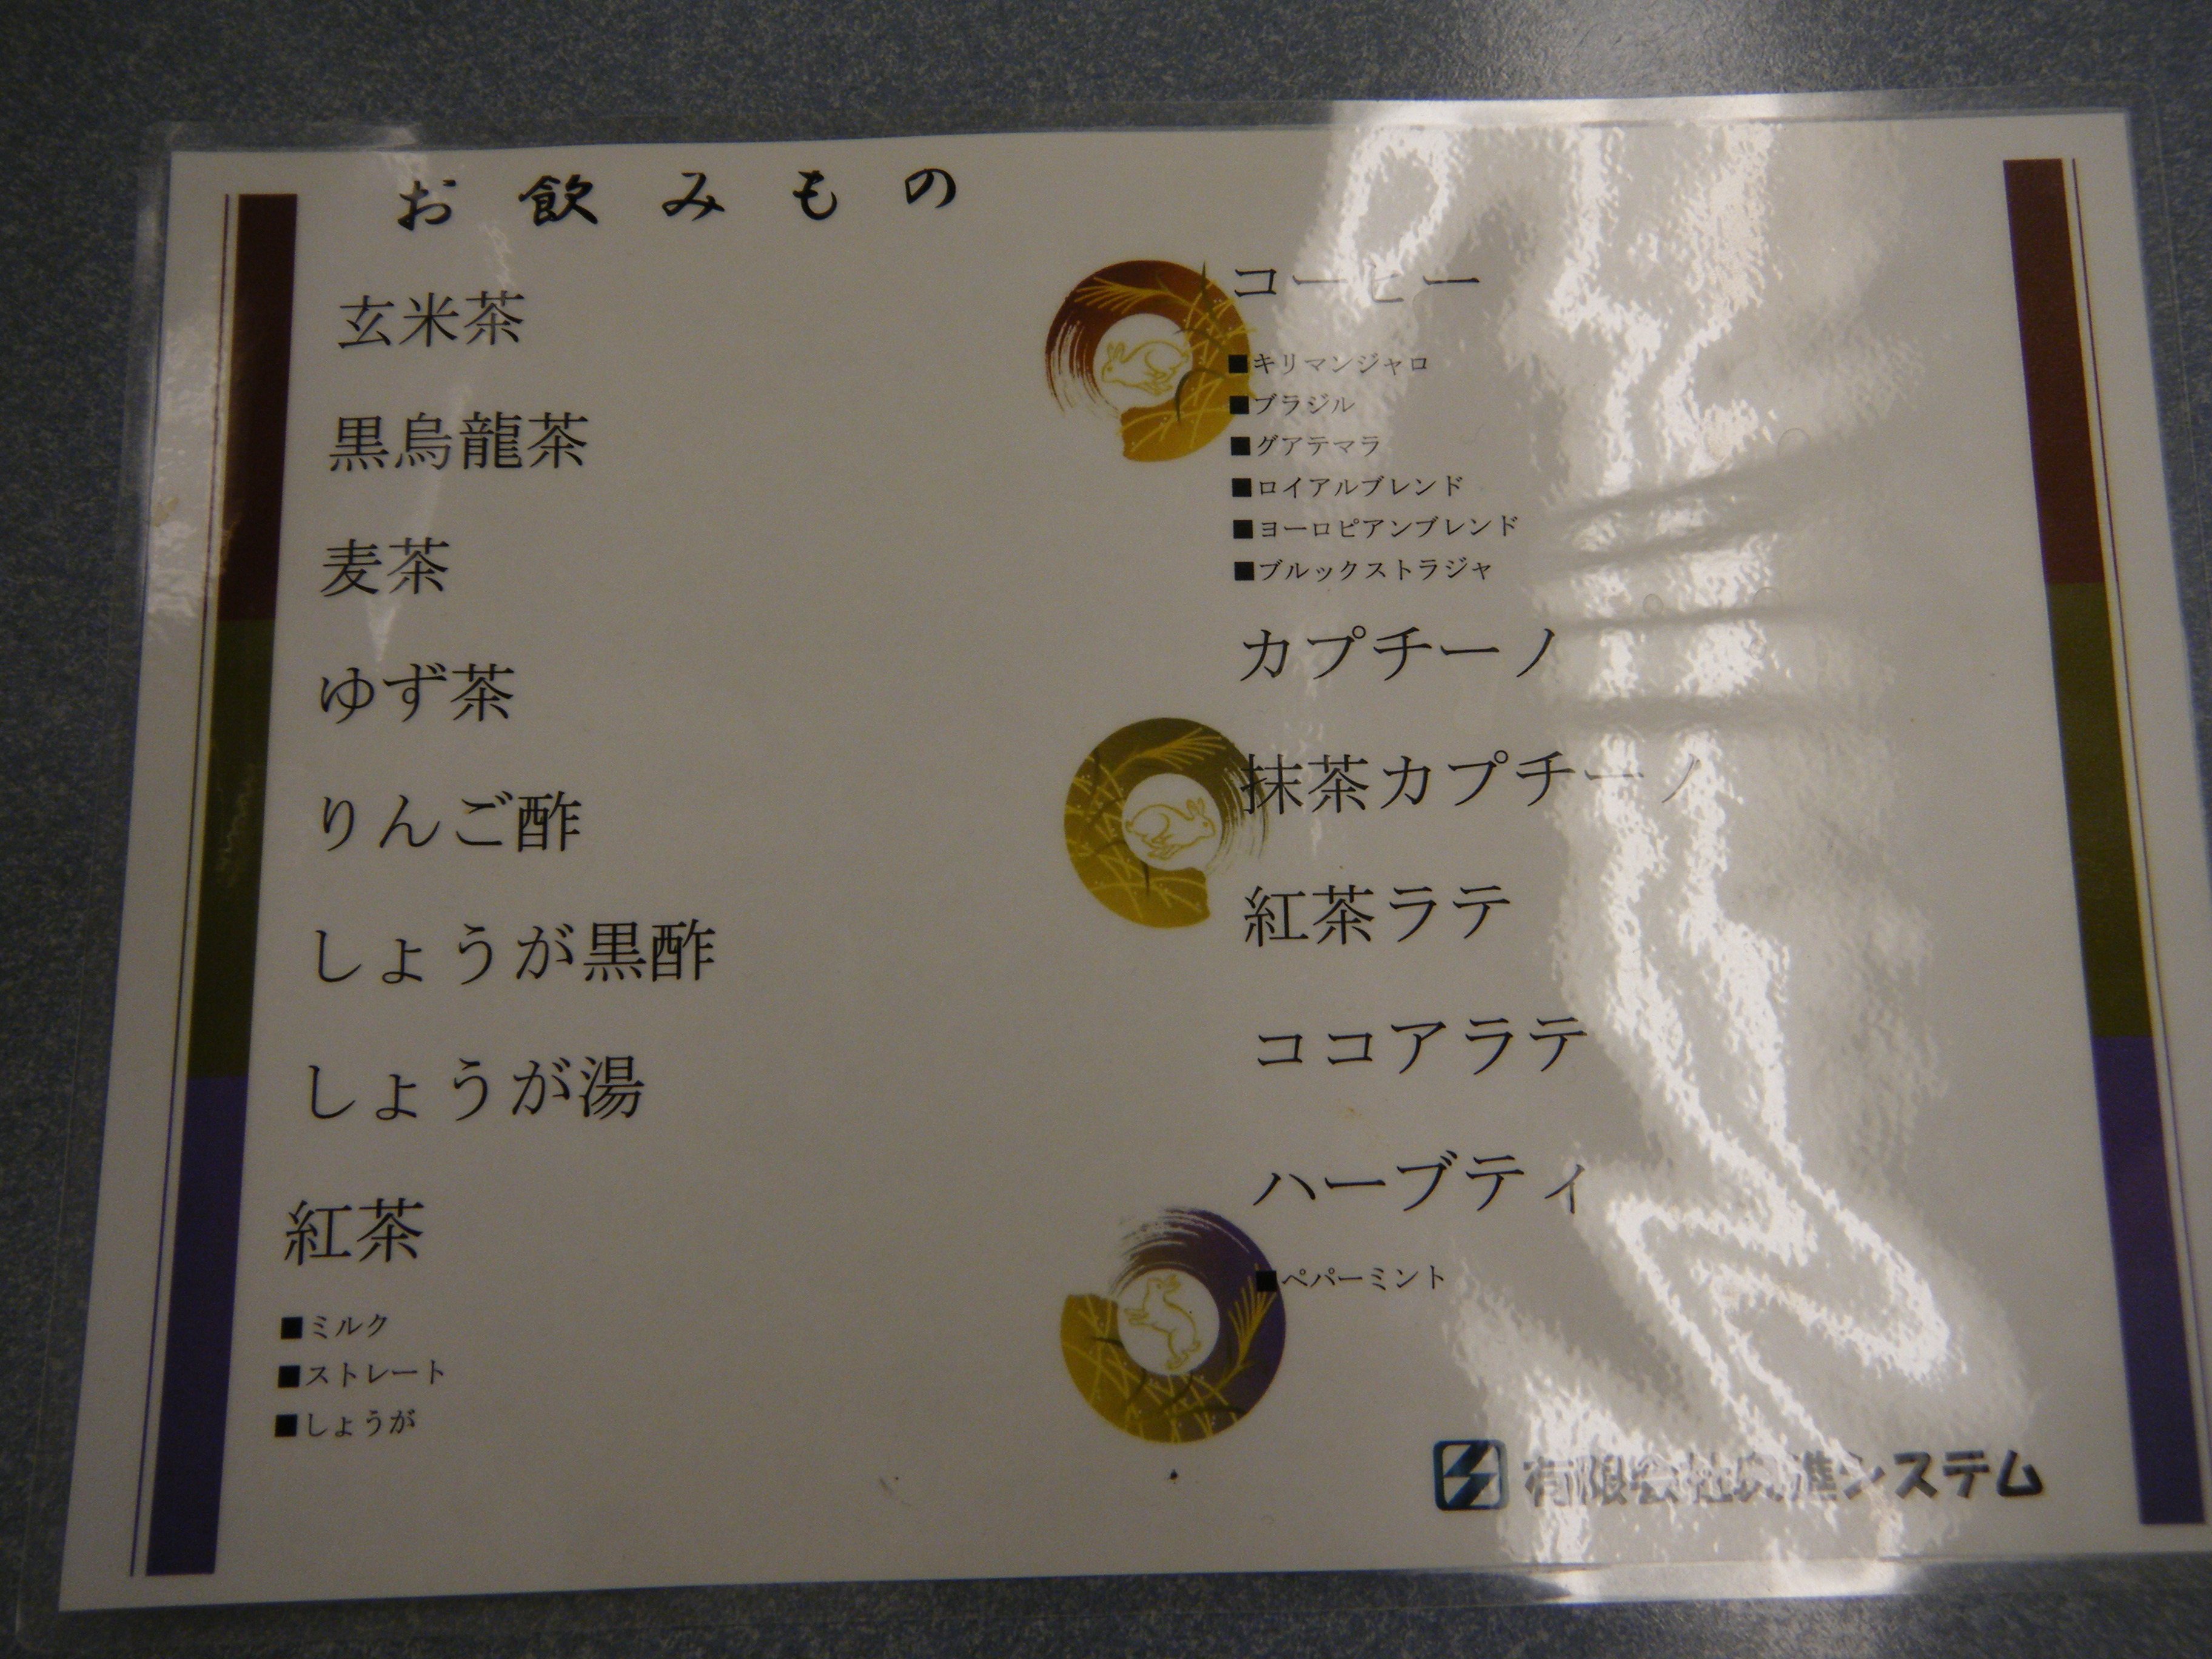 お飲みもの
玄米茶
黒烏龍茶
麦茶
ゆず茶
りんご酢
しょうが黒酢
しょうが湯
紅茶
■ミルク
■ストレート
■しょうが
コーヒー
■キリマンジャロ
■ブラジル
■グアテマラ
■ロイアルブレンド
■ヨーロピアンブレンド
■ブルックストラジャ
カプチーノ
抹茶カプチーノ
紅茶ラテ
ココアラテ
ハーブティ
■ペパーミント
有限会社 システム